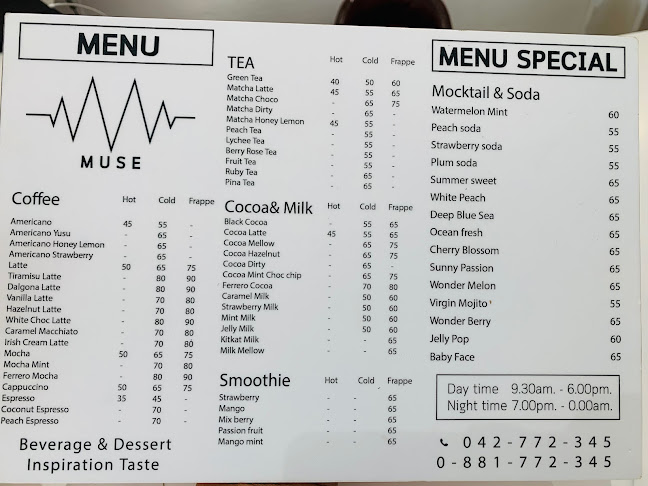 MENU
MUSE
Coffee Hot Cold Frappe
Americano 45 55 -
Americano Yusu - 65 -
Americano Honey Lemon - 65 -
Americano Strawberry - 65 -
Latte 50 65 75
Tiramisu Latte - 80 90
Dalgona Latte - 80 90
Vanilla Latte - 70 80
Hazelnut Latte - 70 80
White Choc Latte - 80 90
Caramel Macchiato - 70 80
Irish Cream Latte - 70 80
Mocha 50 65 75
Mocha Mint - 70 80
Ferrero Mocha - 80 90
Cappuccino 50 65 75
Espresso 35 45 -
Coconut Espresso - 70 -
Peach Espresso - 70 -
Beverage & Dessert
Inspiration Taste
TEA Hot Cold Frappe
Green Tea 40 50 60
Matcha Latte 45 55 65
Matcha Choco - 65 75
Matcha Dirty - 65 -
Matcha Honey Lemon 45 55 -
Peach Tea - 55 -
Lychee Tea - 55 -
Berry Rose Tea - 55 -
Fruit Tea - 55 -
Ruby Tea - 65 -
Pina Tea - 65 -
Cocoa& Milk Hot Cold Frappe
Black Cocoa - 55 65
Cocoa Latte 45 55 65
Cocoa Mellow - 65 75
Cocoa Hazelnut - 65 75
Cocoa Dirty - 65 -
Cocoa Mint Choc chip - 65 75
Ferrero Cocoa - 70 80
Caramel Milk - 50 60
Strawberry Milk - 50 60
Mint Milk - 50 60
Jelly Milk - 50 60
Kitkat Milk - - 65
Milk Mellow - - 65
Smoothie Hot Cold Frappe
Strawberry - - 65
Mango - - 65
Mix berry - - 65
Passion fruit - - 65
Mango mint - - 65
MENU SPECIAL
Mocktail & Soda
Watermelon Mint 60
Peach soda 55
Strawberry soda 55
Plum soda 55
Summer sweet 65
White Peach 65
Deep Blue Sea 65
Ocean fresh 65
Cherry Blossom 65
Sunny Passion 65
Wonder Melon 65
Virgin Mojito 55
Wonder Berry 65
Jelly Pop 60
Baby Face 65
Day time 9.30am. - 6.00pm.
Night time 7.00pm. - 0.00am.
042-772-345
0-881-772-345